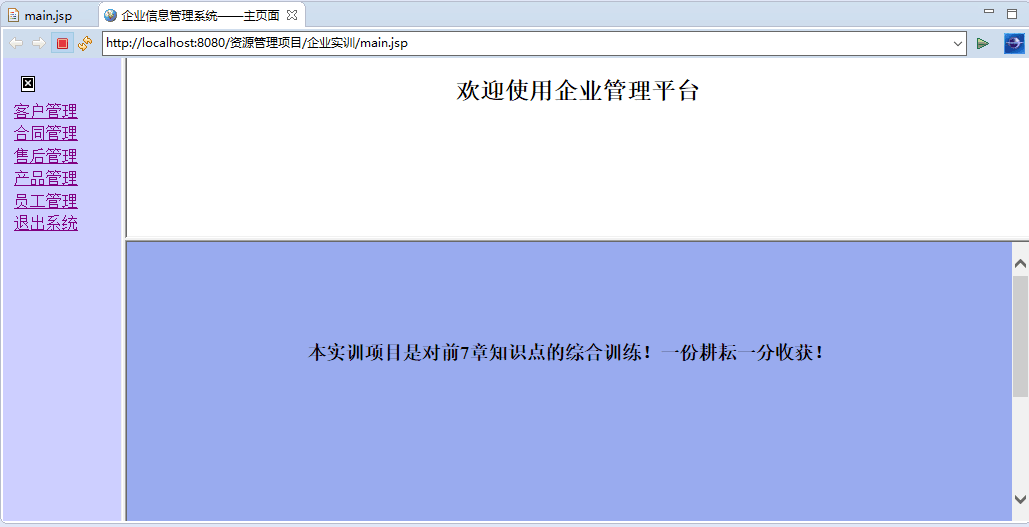 main.jsp
企业信息管理系统——主页面
http://localhost:8080/资源管理项目/企业实训/main.jsp
客户管理
合同管理
售后管理
产品管理
员工管理
退出系统
欢迎使用企业管理平台
本实训项目是对前7章知识点的综合训练！一份耕耘一分收获！